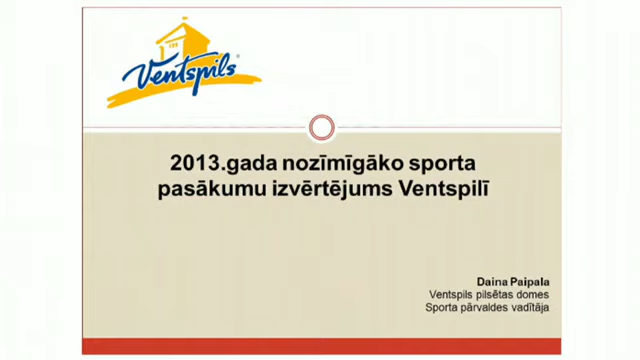 Ventspils
2013.gada nozīmīgāko sporta
pasākumu izvērtējums Ventspilī
Daina Paipala
Ventspils pilsētas domes
Sporta pārvaldes vadītāja